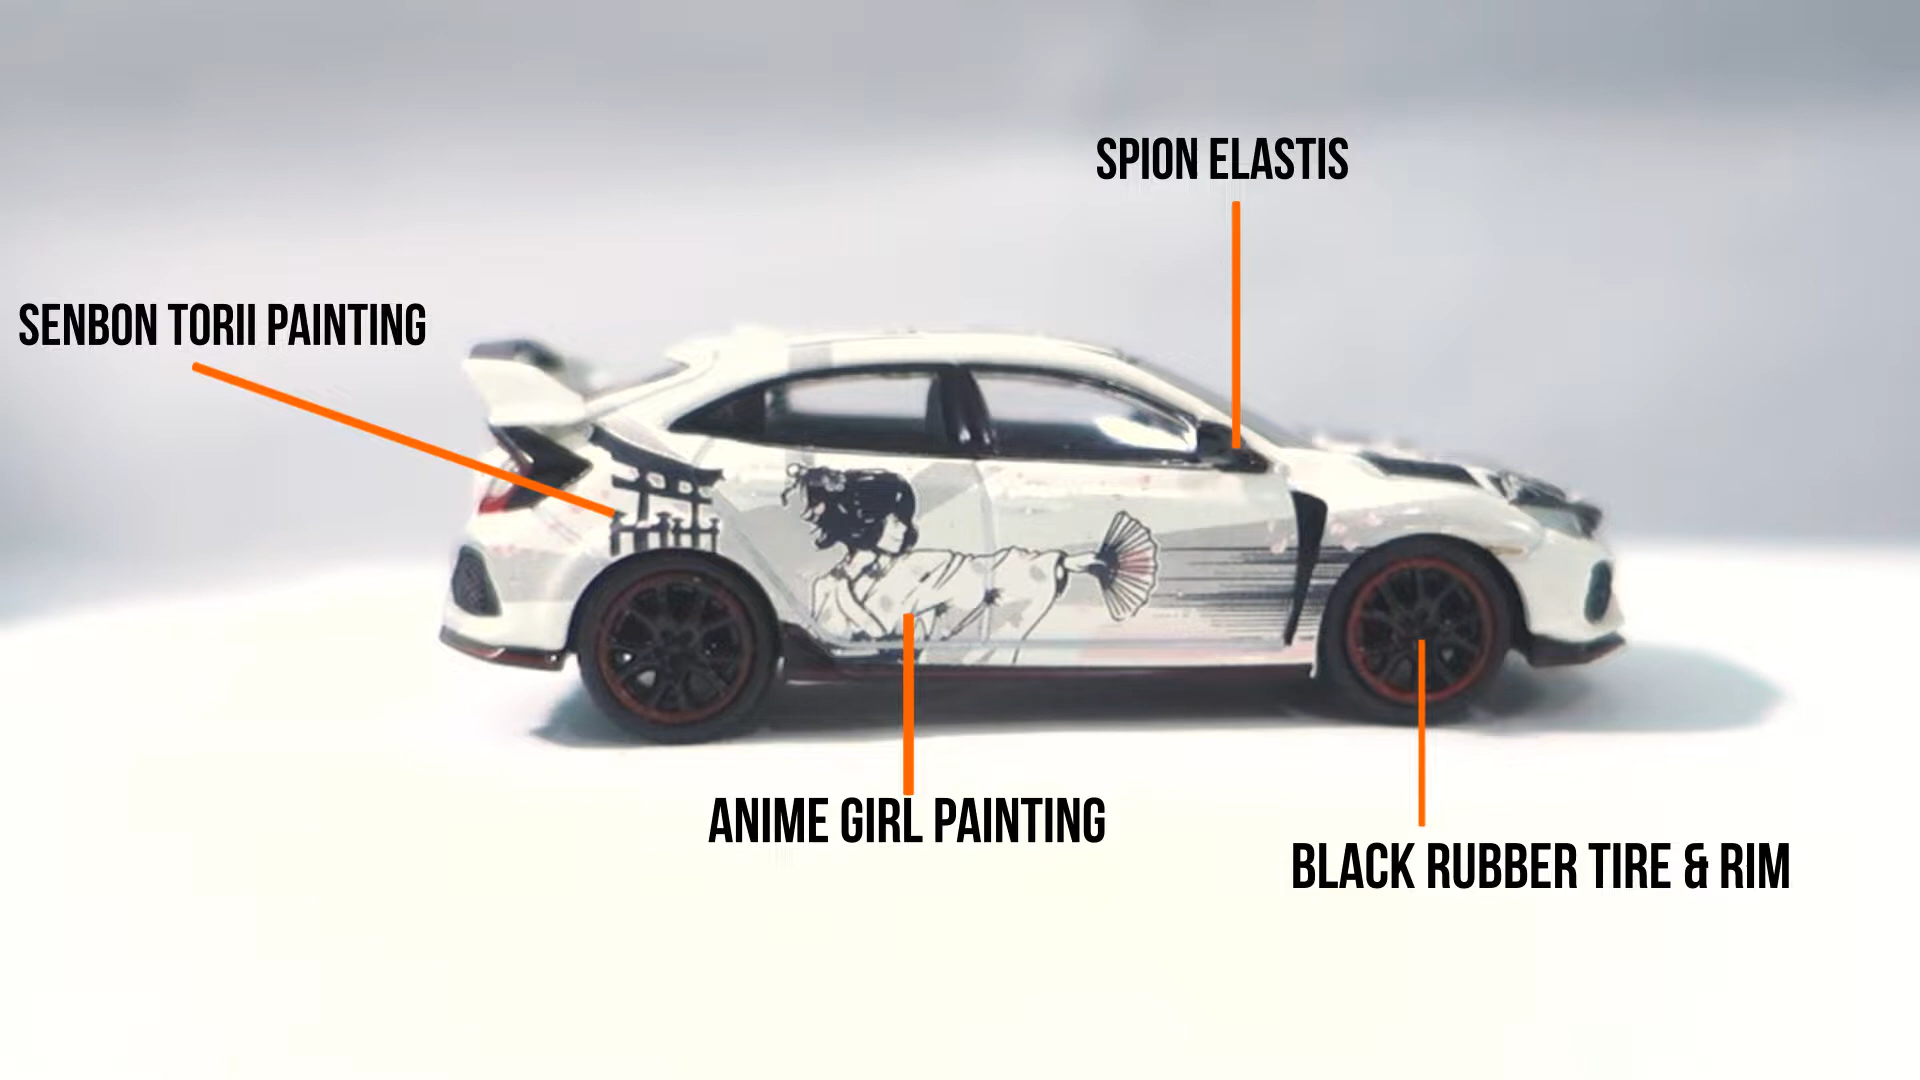 SPION ELASTIS
SENBON TORII PAINTING
ANIME GIRL PAINTING
BLACK RUBBER TIRE & RIM